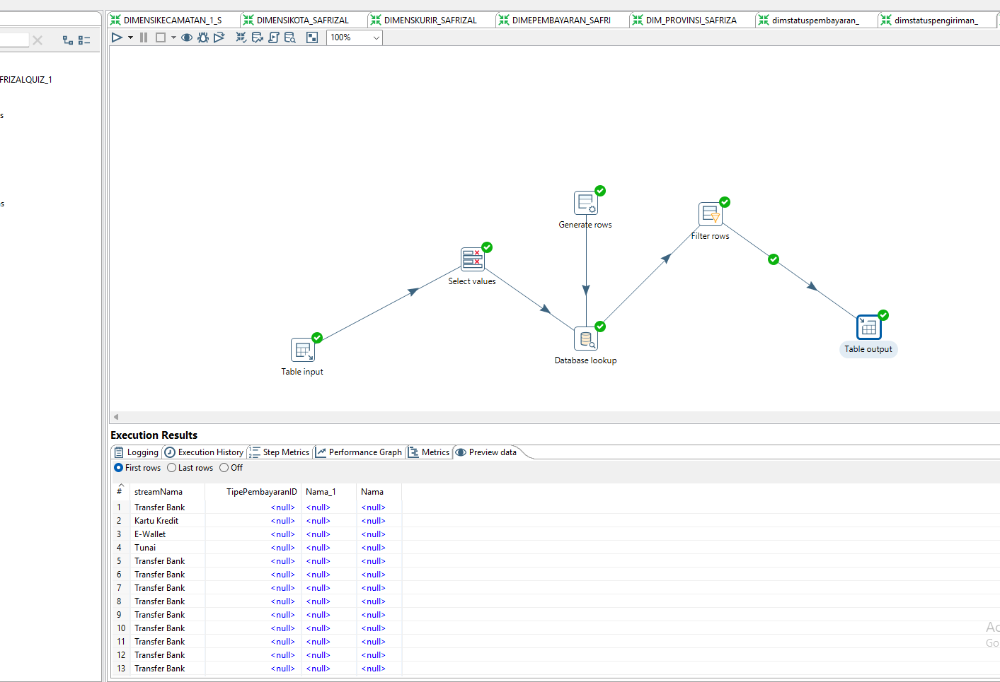 DIMENSIKECAMATAN_1_S
DIMENSIKOTA_SAFRIZAL
DIMENSKURIR_SAFRIZAL
DIMEPEMBAYARAN_SAFRI
DIM_PROVINSI_SAFRIZA
dimstatuspembayaran_
dimstatuspengiriman_
100%
FRIZALQUIZ_1
s
s
Generate rows
Filter rows
Select values
Table output
Database lookup
Table input
Execution Results
Logging
Execution History
Step Metrics
Performance Graph
Metrics
Preview data
First rows
Last rows
Off
# streamNama TipePembayaranID Nama_1 Nama
1 Transfer Bank <null> <null> <null>
2 Kartu Kredit <null> <null> <null>
3 E-Wallet <null> <null> <null>
4 Tunai <null> <null> <null>
5 Transfer Bank <null> <null> <null>
6 Transfer Bank <null> <null> <null>
7 Transfer Bank <null> <null> <null>
8 Transfer Bank <null> <null> <null>
9 Transfer Bank <null> <null> <null>
10 Transfer Bank <null> <null> <null>
11 Transfer Bank <null> <null> <null>
12 Transfer Bank <null> <null> <null>
13 Transfer Bank <null> <null> <null>
Ac
Go